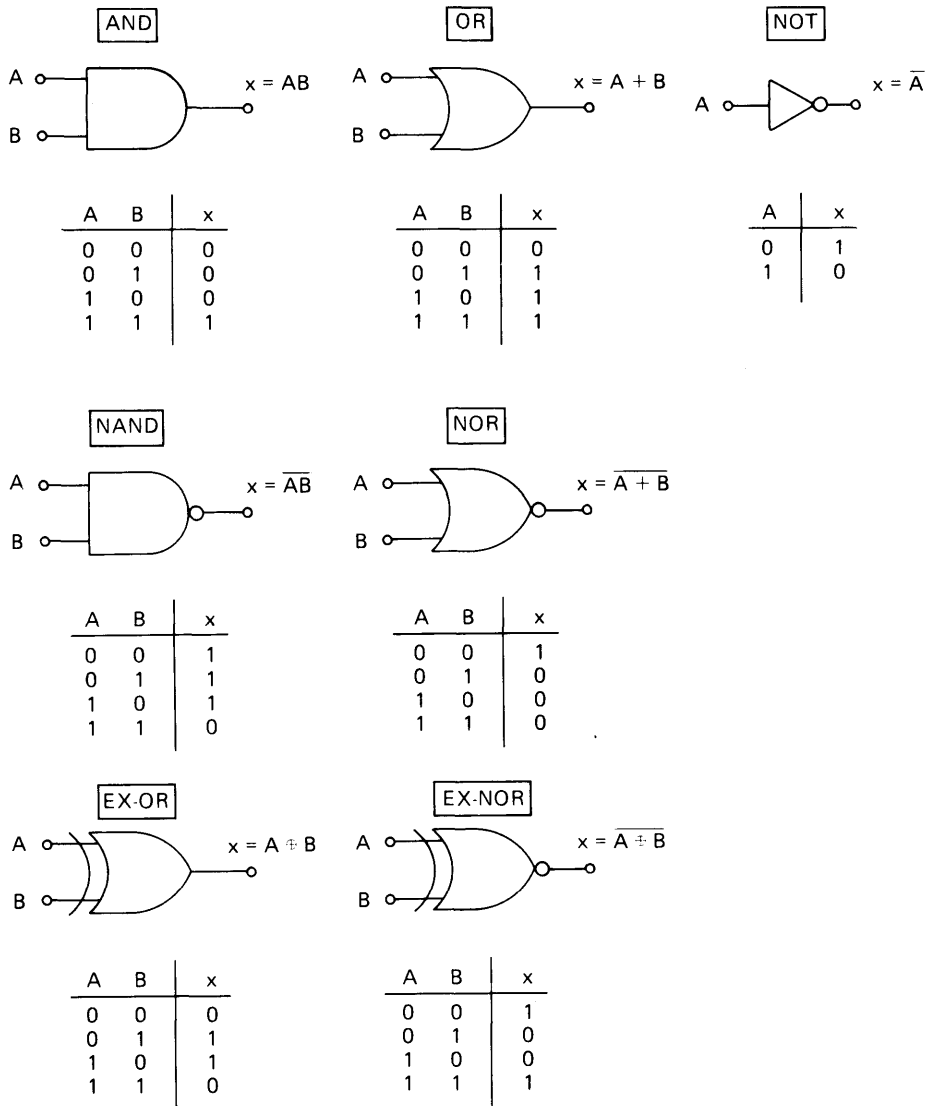 AND OR NOT
A x = AB A x = A + B A x = A̅
B B
A B x A B x A x
0 0 0 0 0 0 0 1
0 1 0 0 1 1 1 0
1 0 0 1 0 1
1 1 1 1 1 1
NAND NOR
A x = A̅B̅ A x = A̅ ̅+̅ ̅B̅
B B
A B x A B x
0 0 1 0 0 1
0 1 1 0 1 0
1 0 1 1 0 0
1 1 0 1 1 0
EX-OR EX-NOR
A x = A ⊕ B A x = A̅ ̅⊕̅ ̅B̅
B B
A B x A B x
0 0 0 0 0 1
0 1 1 0 1 0
1 0 1 1 0 0
1 1 0 1 1 1